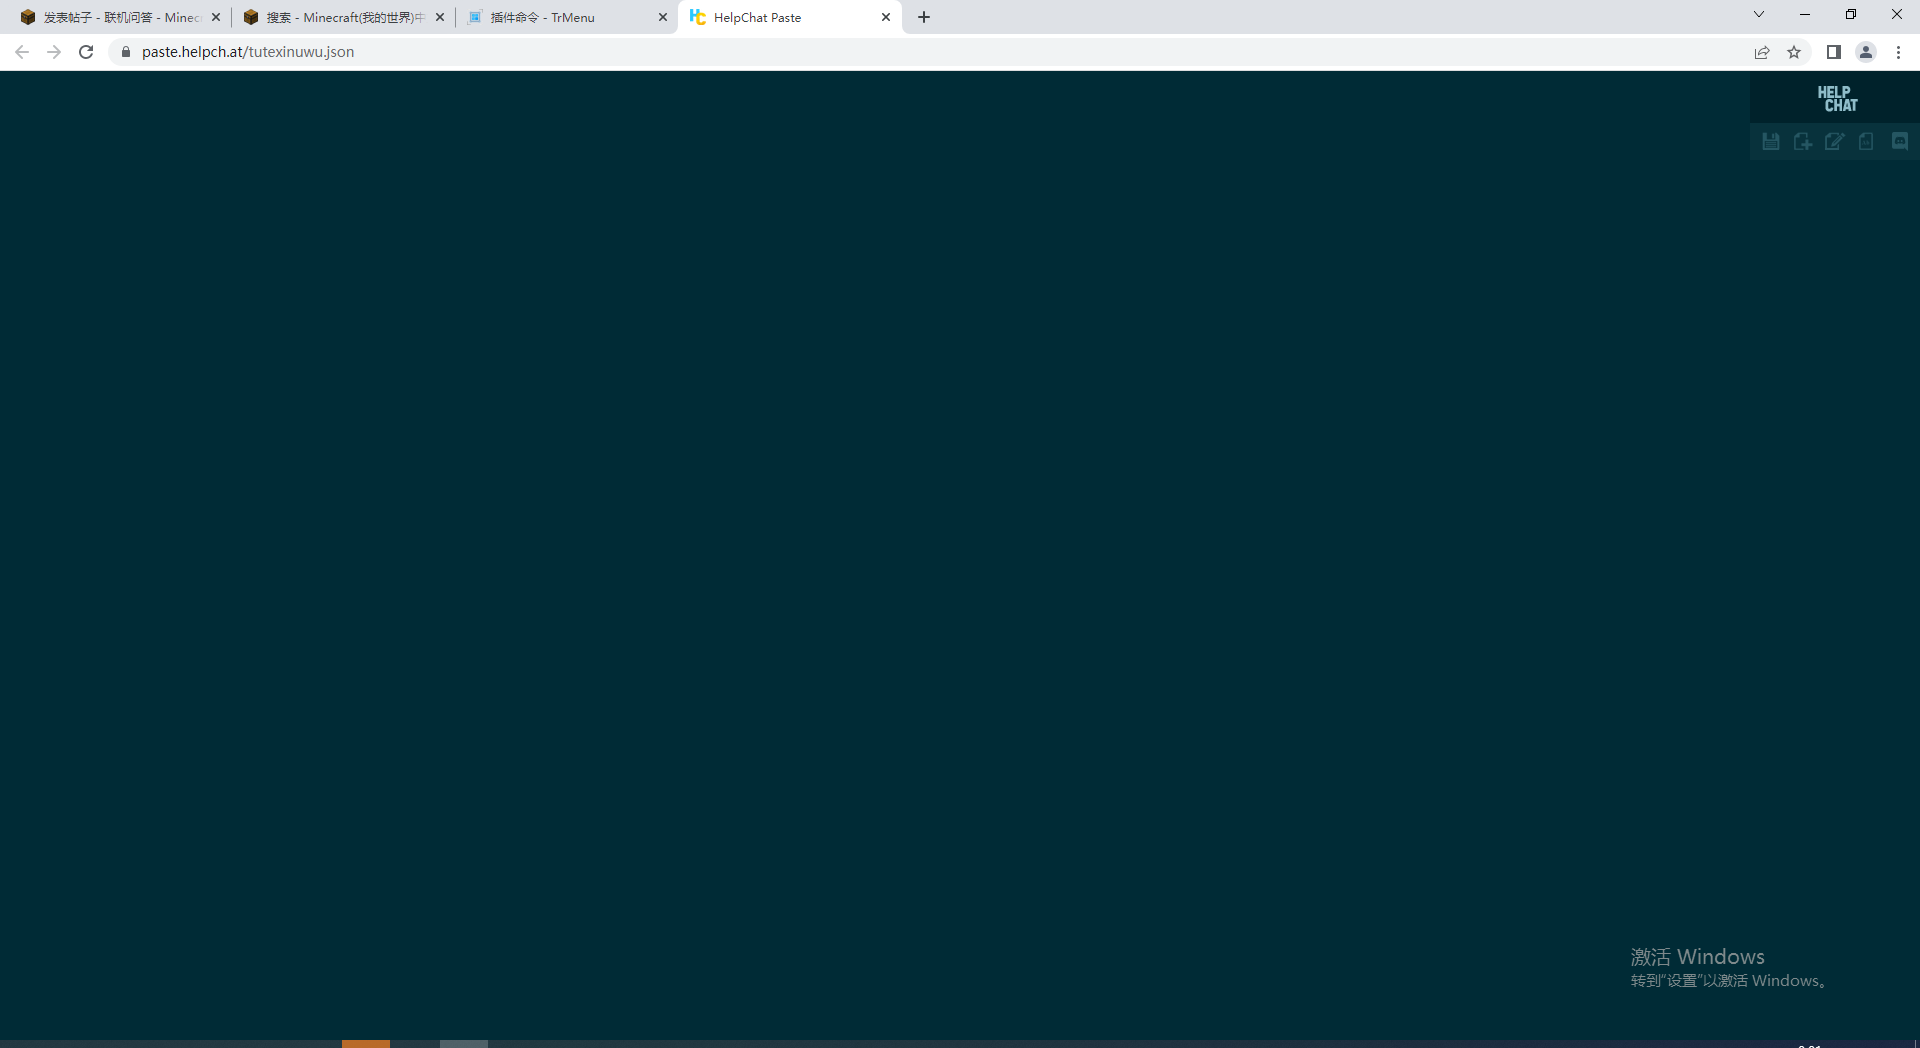 发表帖子 - 联机问答 - Minec
搜索 - Minecraft(我的世界)中
插件命令 - TrMenu
HelpChat Paste
paste.helpch.at/tutexinuwu.json
HELP
CHAT
激活 Windows
转到“设置”以激活 Windows。